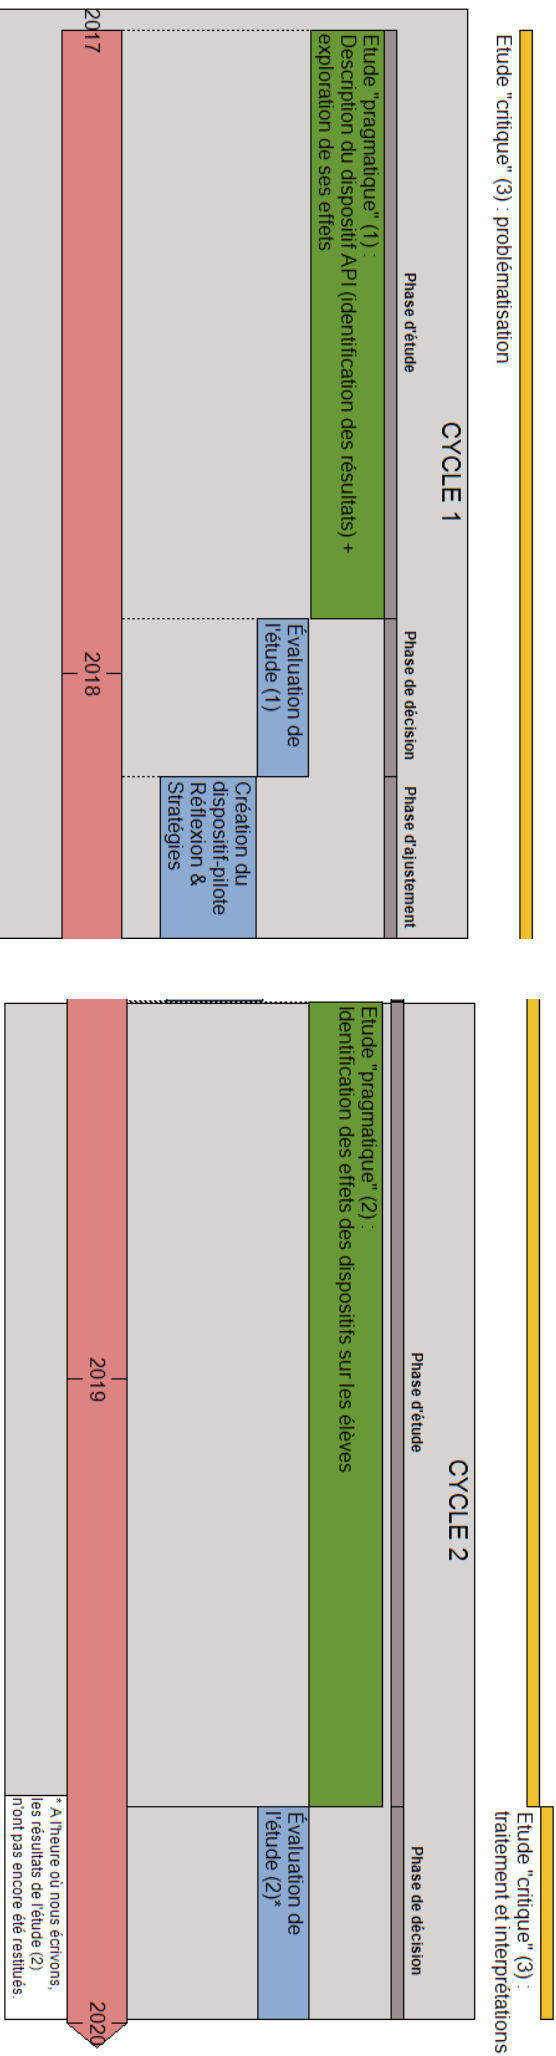 Etude "critique" (3) : problématisation
CYCLE 1
Phase d'étude
Phase de décision
Phase d'ajustement
Etude "pragmatique" (1) :
Description du dispositif API (identification des résultats) +
exploration de ses effets
Évaluation de
l'étude (1)
Création du
dispositif-pilote
Réflexion &
Stratégies
2017
2018
Etude "critique" (3) :
traitement et interprétations
CYCLE 2
Phase d'étude
Phase de décision
Etude "pragmatique" (2) :
Identification des effets des dispositifs sur les élèves
Évaluation de
l'étude (2)*
2019
2020
* A l'heure où nous écrivons,
les résultats de l'étude (2)
n'ont pas encore été restitués.